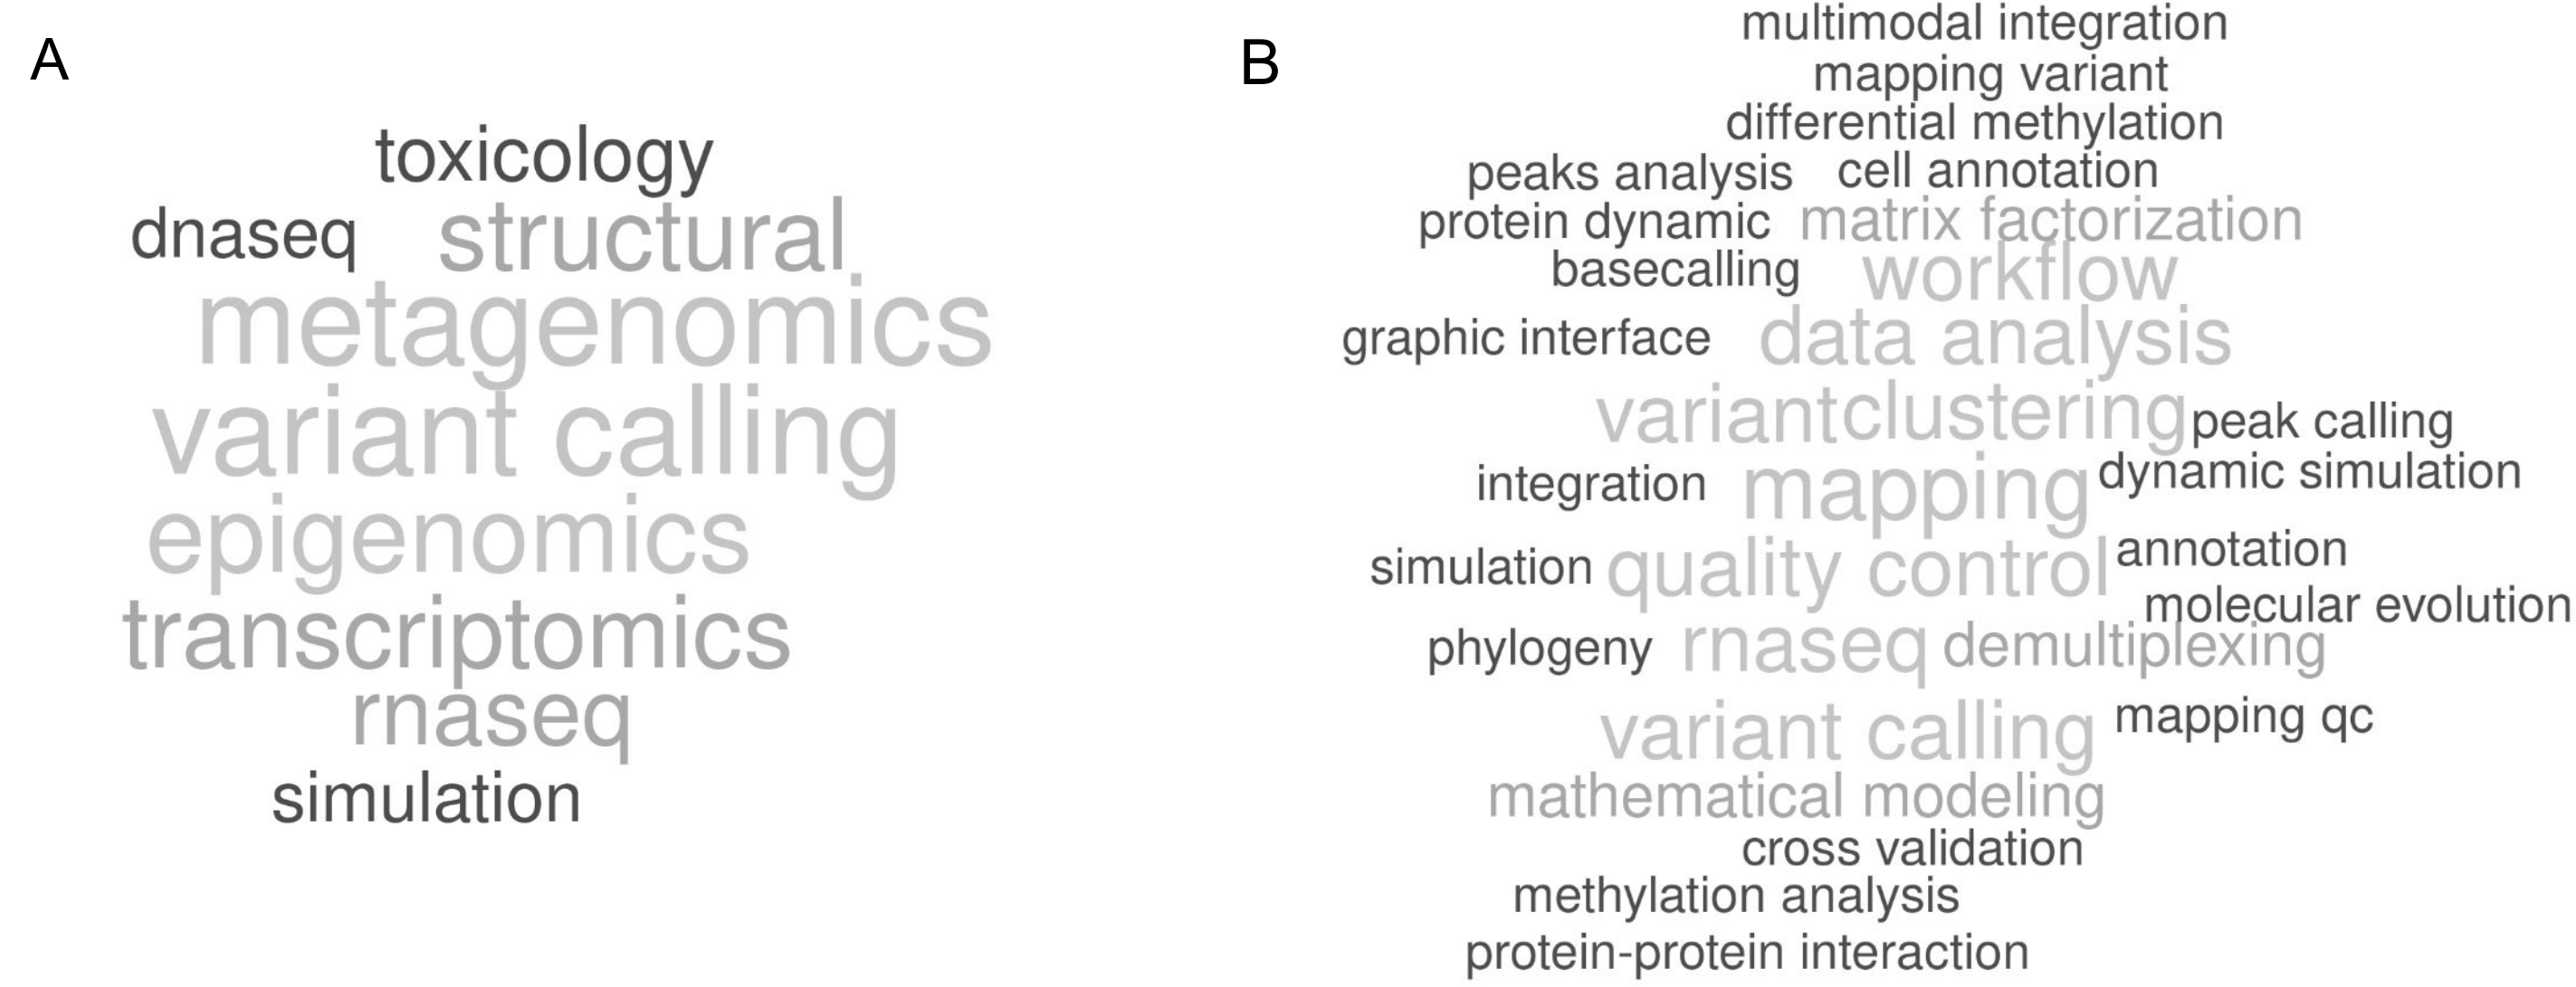 A
toxicology
dnaseq structural
metagenomics
variant calling
epigenomics
transcriptomics
rnaseq
simulation
B
multimodal integration
mapping variant
differential methylation
peaks analysis cell annotation
protein dynamic matrix factorization
basecalling workflow
graphic interface data analysis
variant clustering peak calling
integration mapping dynamic simulation
simulation quality control annotation
molecular evolution
phylogeny rnaseq demultiplexing
variant calling mapping qc
mathematical modeling
cross validation
methylation analysis
protein-protein interaction